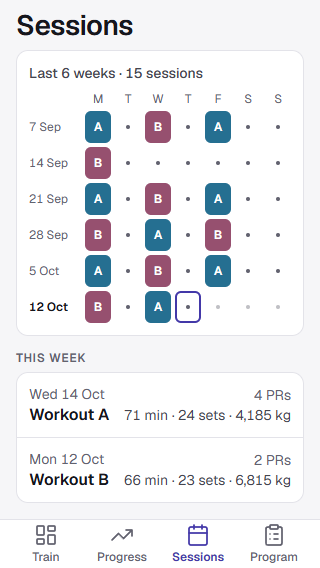 Sessions
Last 6 weeks · 15 sessions
M T W T F S S
7 Sep A B A
14 Sep B
21 Sep A B A
28 Sep B A B
5 Oct A B A
12 Oct B A
THIS WEEK
Wed 14 Oct 4 PRs
Workout A 71 min · 24 sets · 4,185 kg
Mon 12 Oct 2 PRs
Workout B 66 min · 23 sets · 6,815 kg
Train Progress Sessions Program